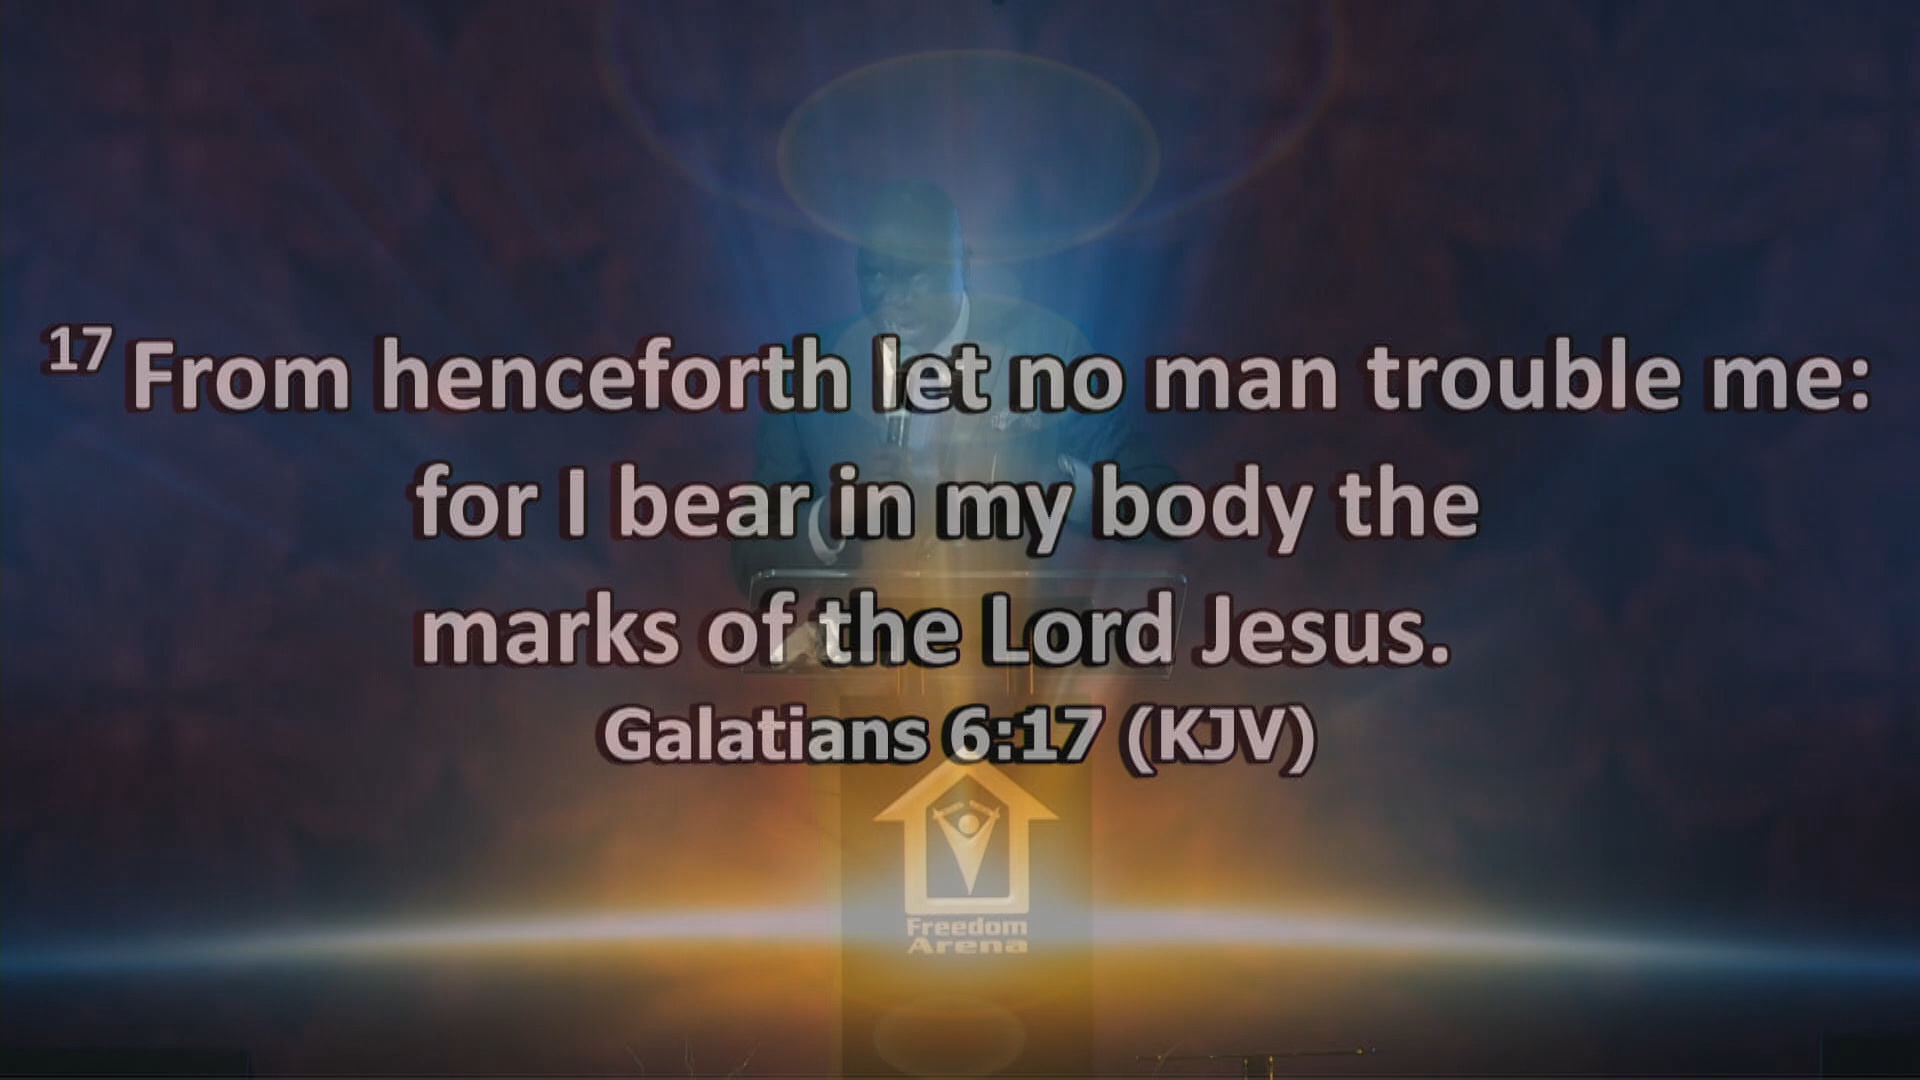 17 From henceforth let no man trouble me:
for I bear in my body the
marks of the Lord Jesus.
Galatians 6:17 (KJV)
Freedom
Arena